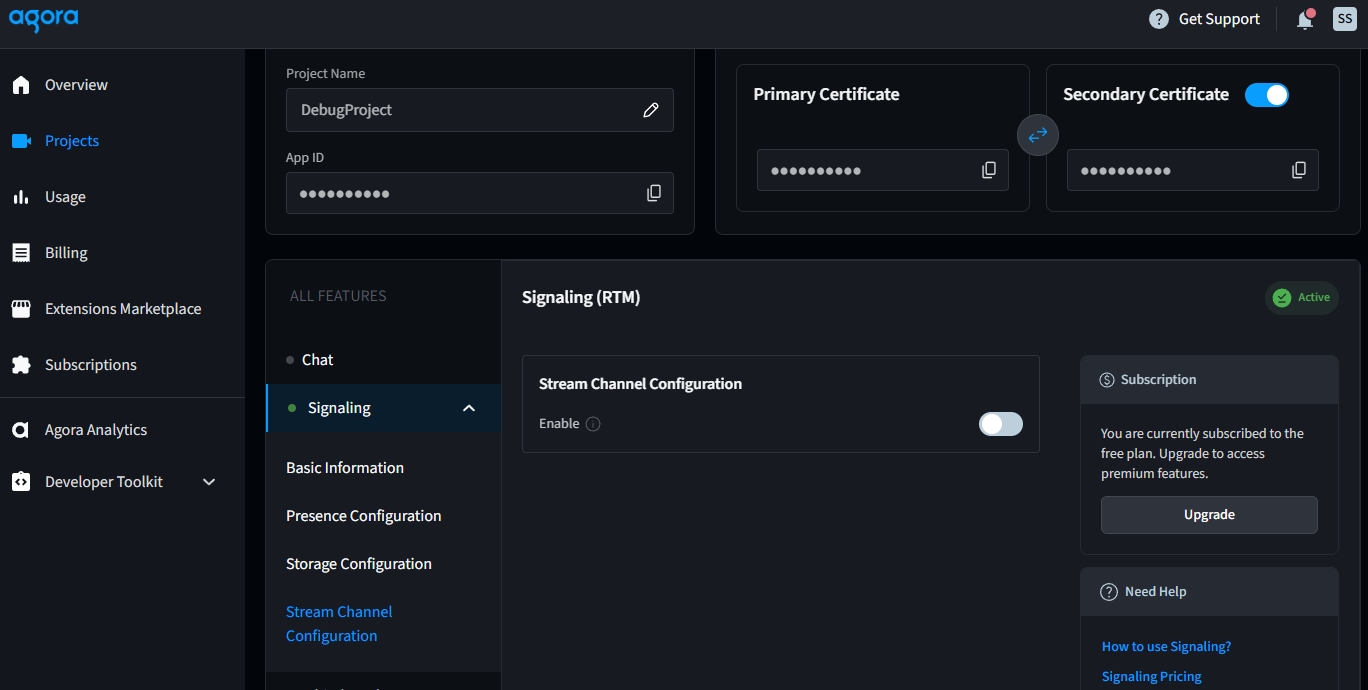 agora
Get Support
SS
Overview
Projects
Usage
Billing
Extensions Marketplace
Subscriptions
Agora Analytics
Developer Toolkit
Project Name
DebugProject
App ID
••••••••••
Primary Certificate
••••••••••
Secondary Certificate
••••••••••
ALL FEATURES
Chat
Signaling
Basic Information
Presence Configuration
Storage Configuration
Stream Channel
Configuration
Signaling (RTM)
Active
Stream Channel Configuration
Enable
Subscription
You are currently subscribed to the
free plan. Upgrade to access
premium features.
Upgrade
Need Help
How to use Signaling?
Signaling Pricing